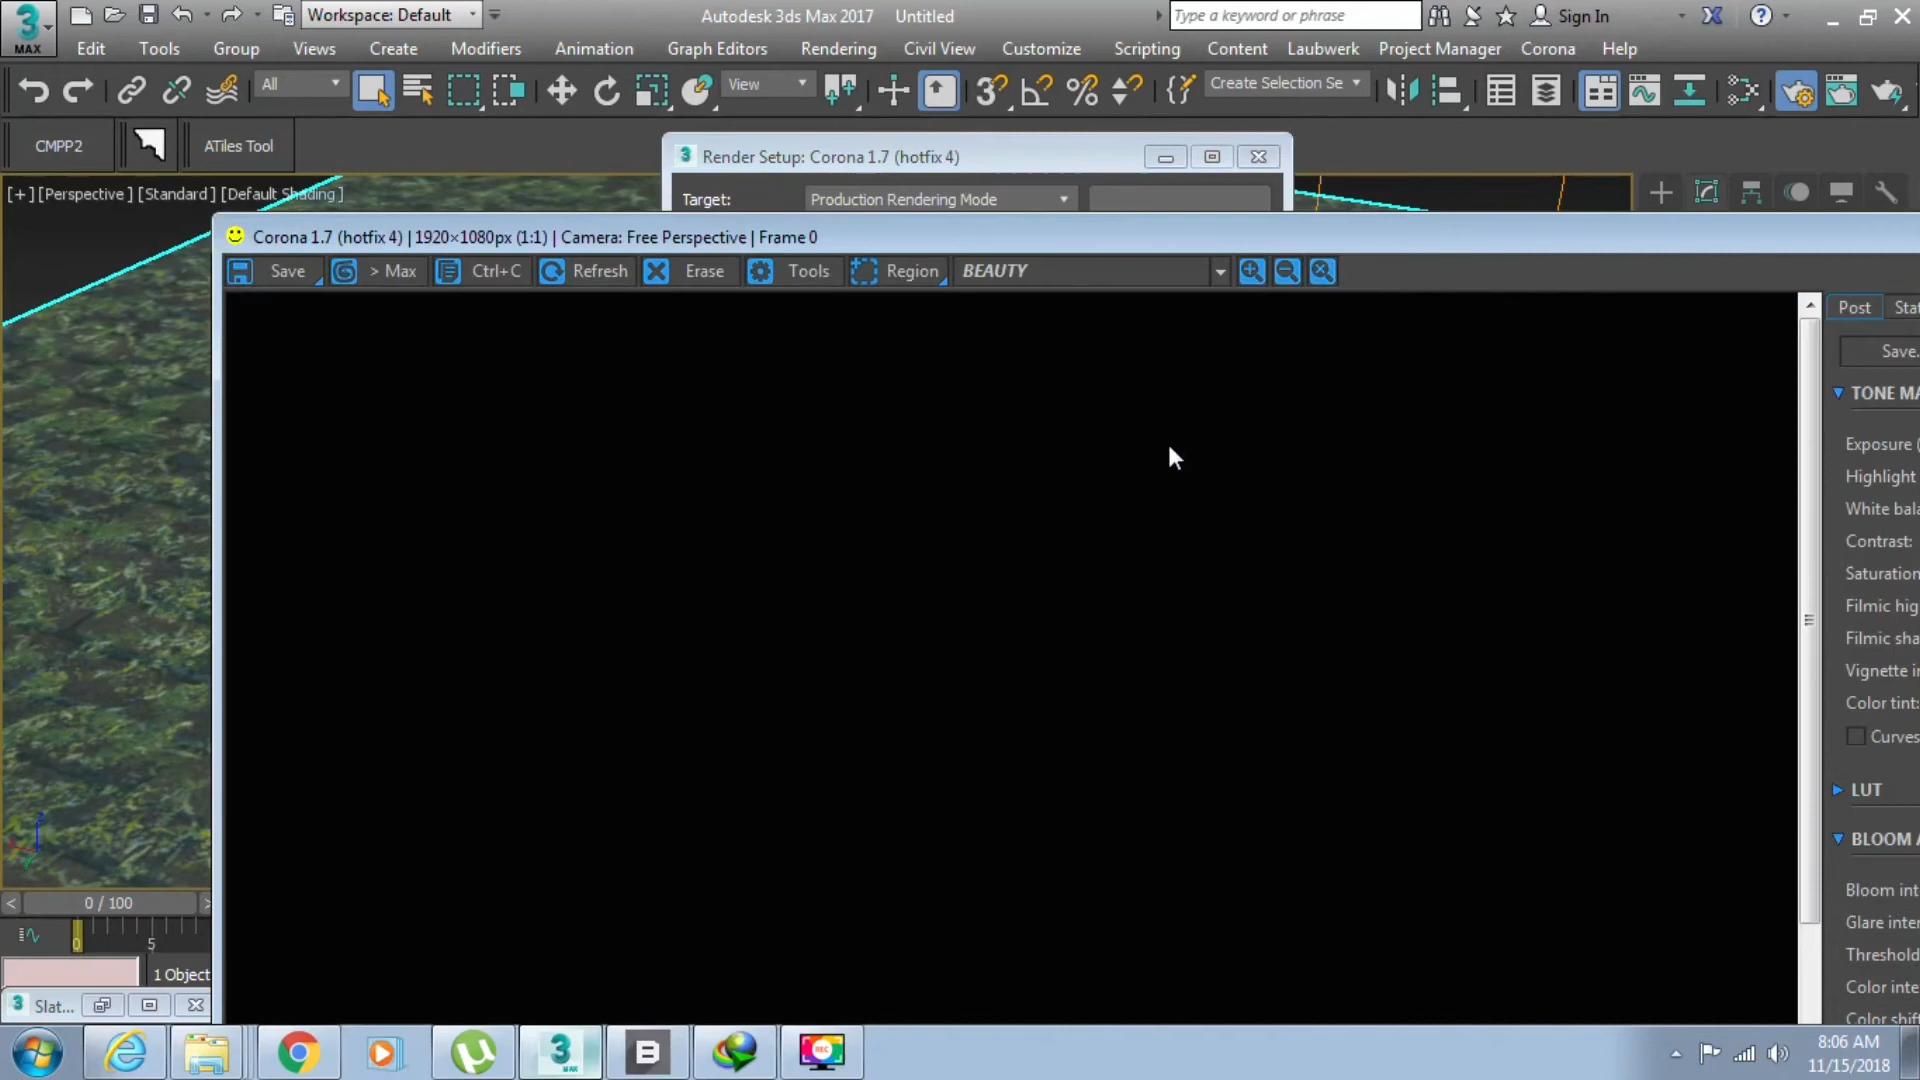 Workspace: Default
Autodesk 3ds Max 2017 Untitled
Type a keyword or phrase
Sign In
MAX
Edit Tools Group Views Create Modifiers Animation Graph Editors Rendering Civil View Customize Scripting Content Laubwerk Project Manager Corona Help
All
View
Create Selection Se
CMPP2
ATiles Tool
Render Setup: Corona 1.7 (hotfix 4)
[+] [Perspective ] [Standard ] [Default Shading ]
Target: Production Rendering Mode
Corona 1.7 (hotfix 4) | 1920×1080px (1:1) | Camera: Free Perspective | Frame 0
Save > Max Ctrl+C Refresh Erase Tools Region BEAUTY
Post Stat
Save.
TONE MA
Exposure (
Highlight
White bala
Contrast:
Saturation
Filmic hig
Filmic sha
Vignette in
Color tint:
Curves
LUT
BLOOM A
Bloom int
Glare inter
Threshold
Color inte
Color shift
0 / 100
0 5
1 Object
Slat...
8:06 AM
11/15/2018